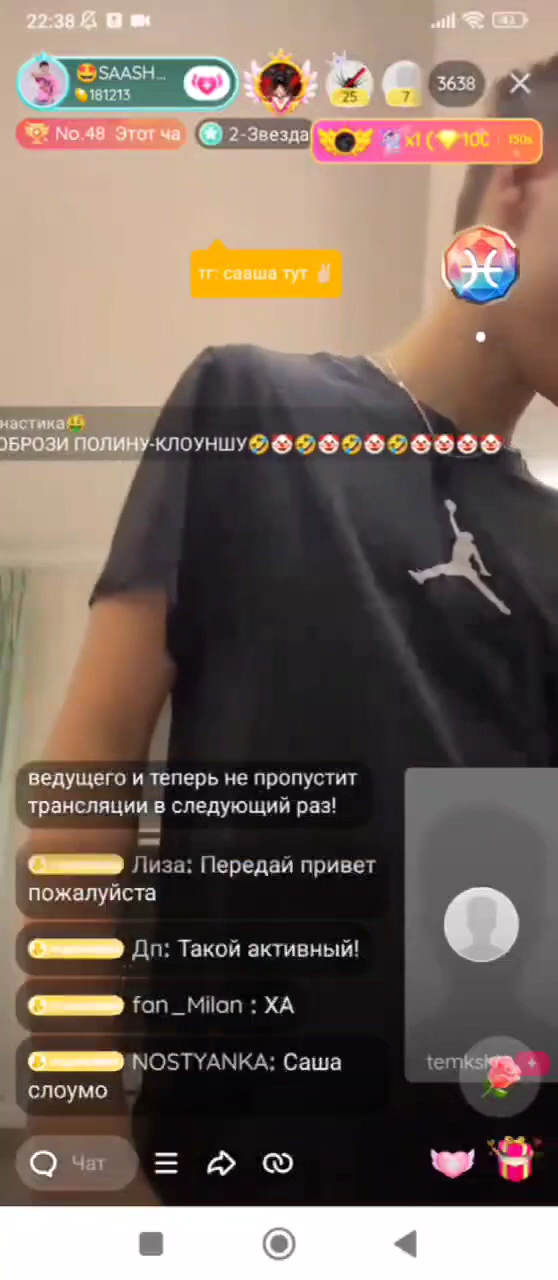 22:38
🤩SAASH...
181213
25
7
3638
No.48 Этот ча
2-Звезда
x1 (
150s
тг: сааша тут ✌🏻
настика🤑
ОБРОЗИ ПОЛИНУ-КЛОУНШУ🤣🤡🤣🤡🤣🤡🤣🤡🤡🤡🤡
ведущего и теперь не пропустит
трансляции в следующий раз!
Лиза: Передай привет
пожалуйста
Дп: Такой активный!
fan_Milan : ХА
NOSTYANKA: Саша
слоумо
Чат